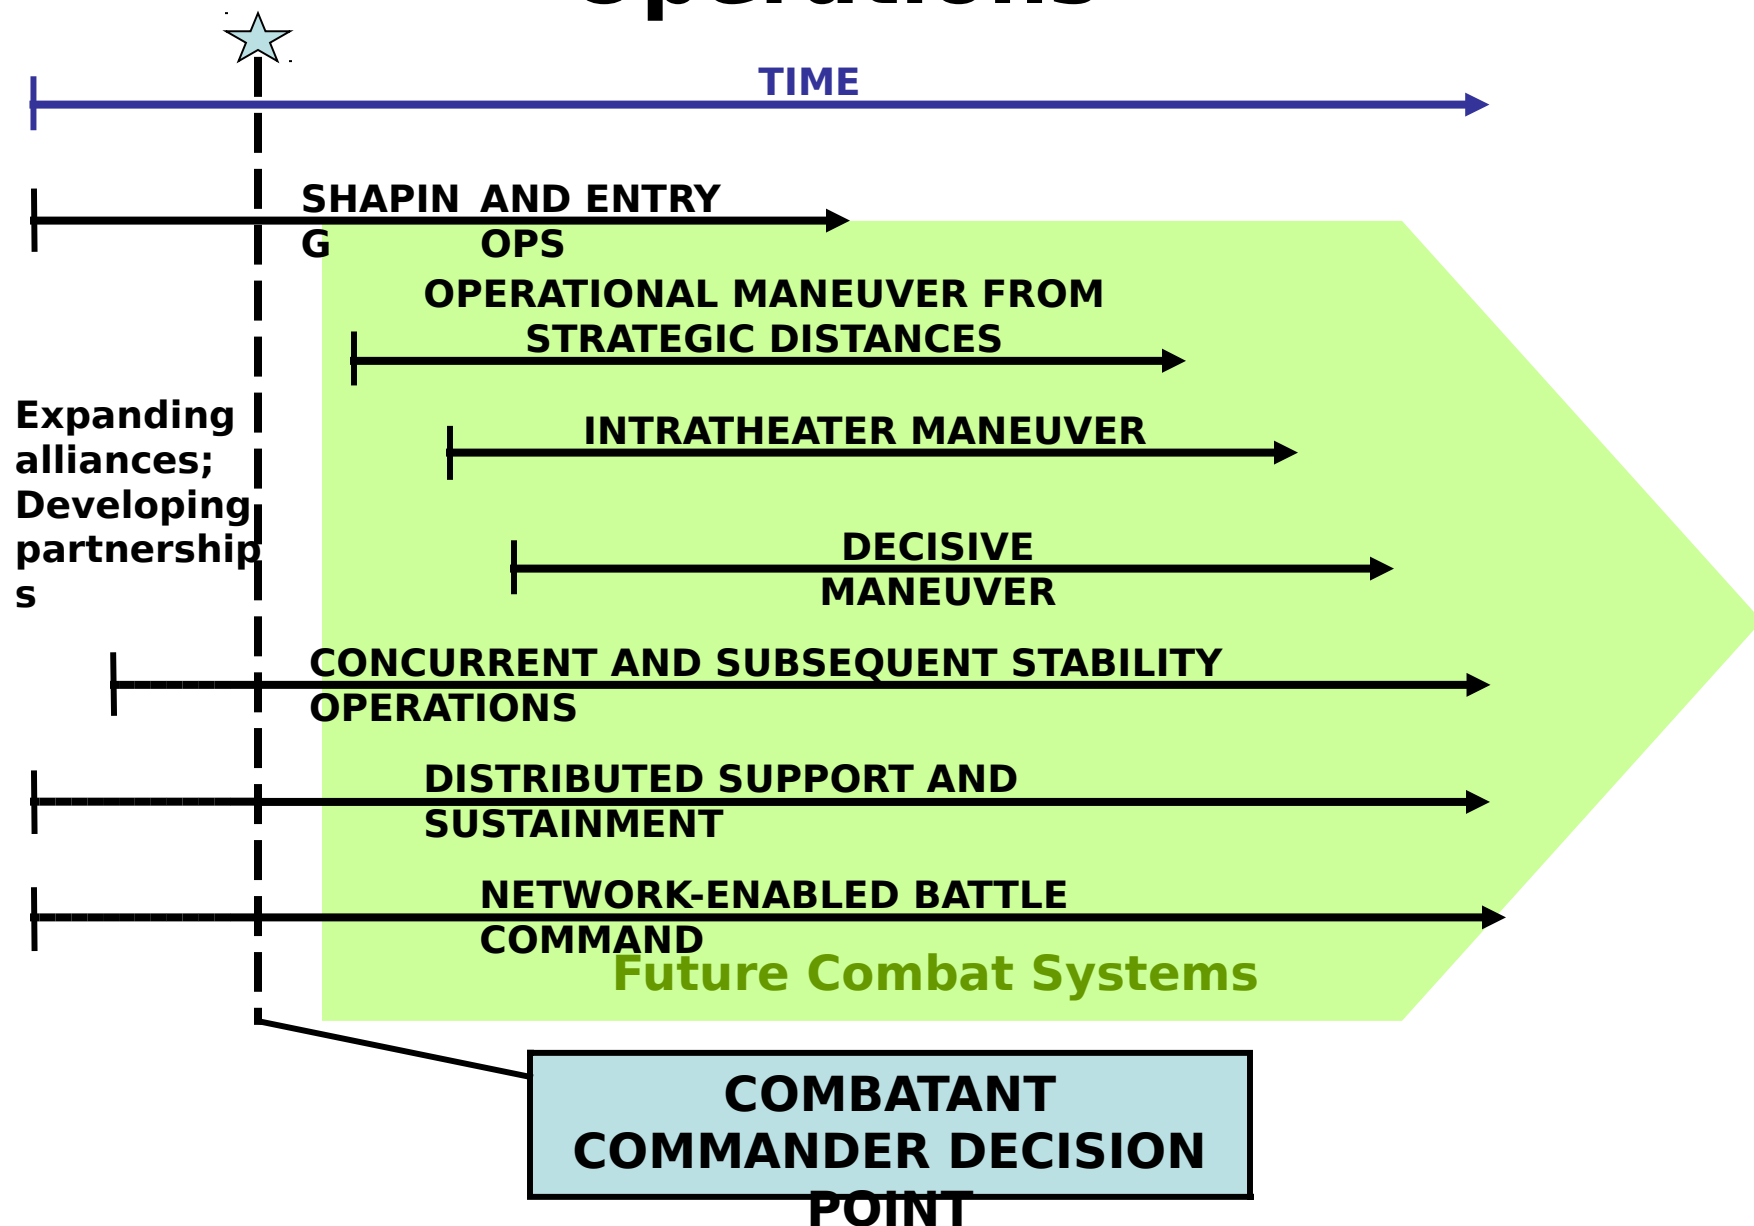 Operations
TIME
SHAPIN AND ENTRY
G OPS
OPERATIONAL MANEUVER FROM
STRATEGIC DISTANCES
Expanding
alliances;
Developing
partnership
s
INTRATHEATER MANEUVER
DECISIVE
MANEUVER
CONCURRENT AND SUBSEQUENT STABILITY
OPERATIONS
DISTRIBUTED SUPPORT AND
SUSTAINMENT
NETWORK-ENABLED BATTLE
COMMAND
Future Combat Systems
COMBATANT
COMMANDER DECISION
POINT